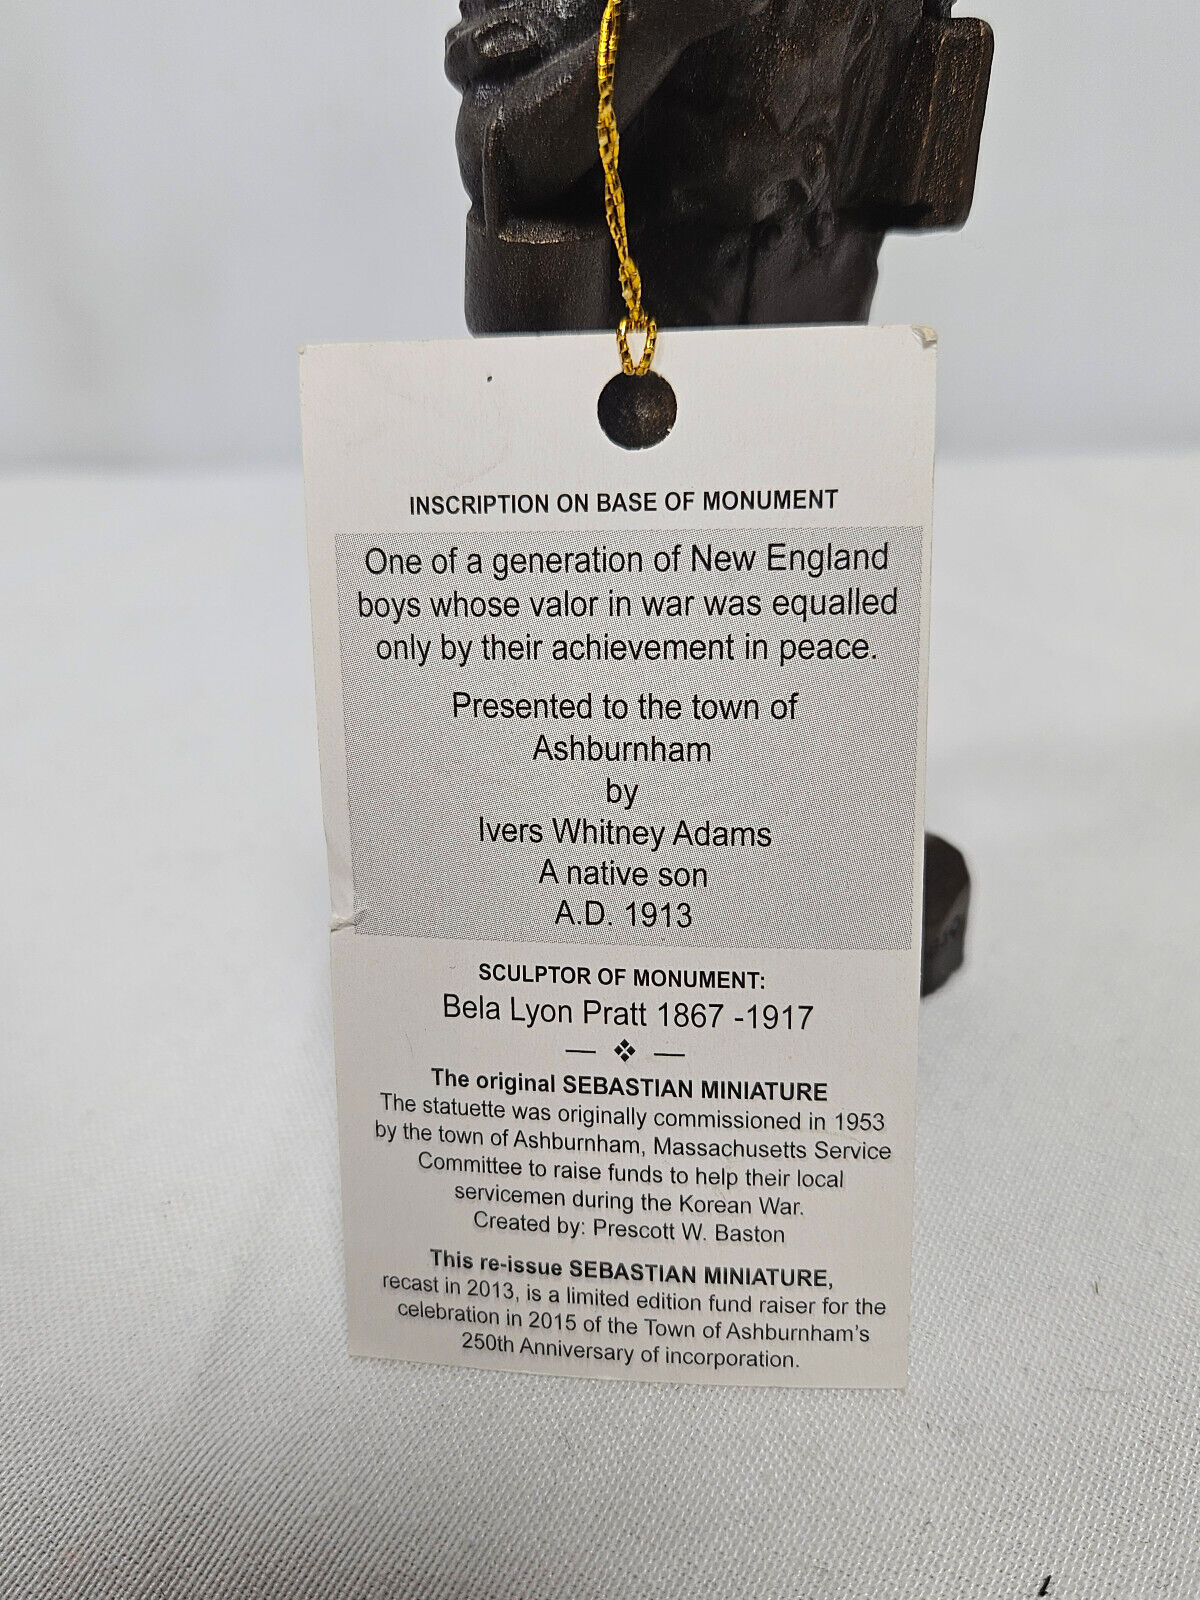 INSCRIPTION ON BASE OF MONUMENT
One of a generation of New England
boys whose valor in war was equalled
only by their achievement in peace.
Presented to the town of
Ashburnham
by
Ivers Whitney Adams
A native son
A.D. 1913
SCULPTOR OF MONUMENT:
Bela Lyon Pratt 1867 -1917
The original SEBASTIAN MINIATURE
The statuette was originally commissioned in 1953
by the town of Ashburnham, Massachusetts Service
Committee to raise funds to help their local
servicemen during the Korean War.
Created by: Prescott W. Baston
This re-issue SEBASTIAN MINIATURE,
recast in 2013, is a limited edition fund raiser for the
celebration in 2015 of the Town of Ashburnham's
250th Anniversary of incorporation.